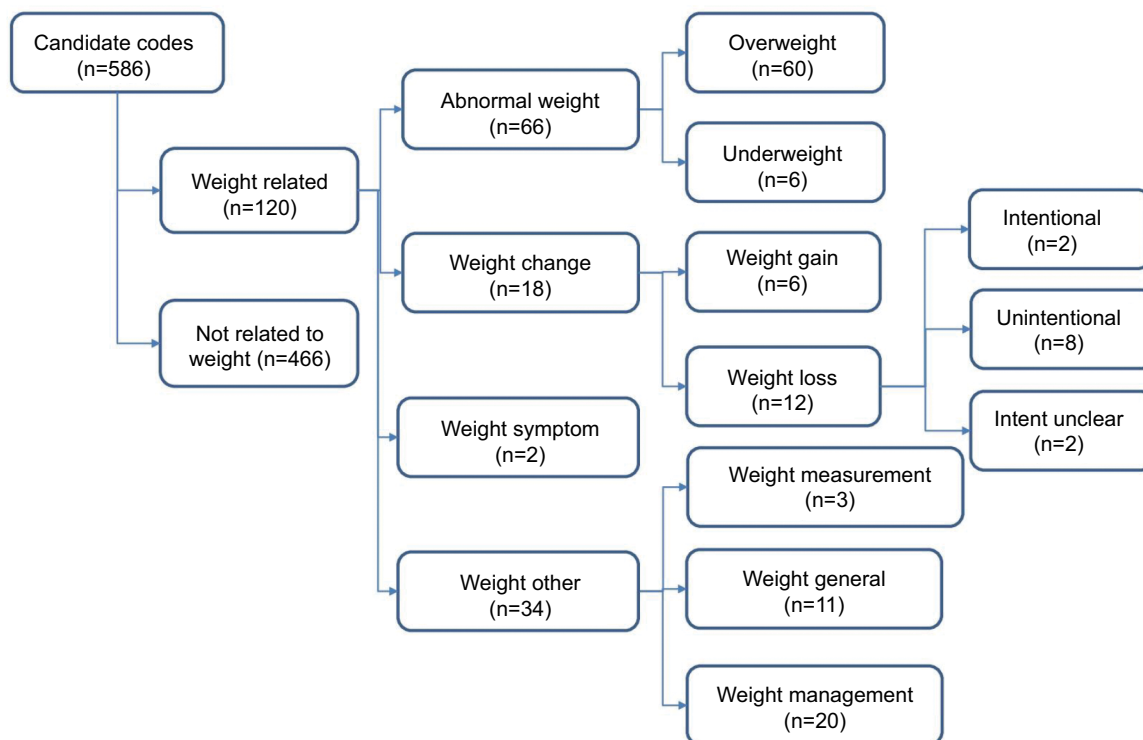 Candidate codes
(n=586)
Weight related
(n=120)
Not related to
weight (n=466)
Abnormal weight
(n=66)
Weight change
(n=18)
Weight symptom
(n=2)
Weight other
(n=34)
Overweight
(n=60)
Underweight
(n=6)
Weight gain
(n=6)
Weight loss
(n=12)
Weight measurement
(n=3)
Weight general
(n=11)
Weight management
(n=20)
Intentional
(n=2)
Unintentional
(n=8)
Intent unclear
(n=2)